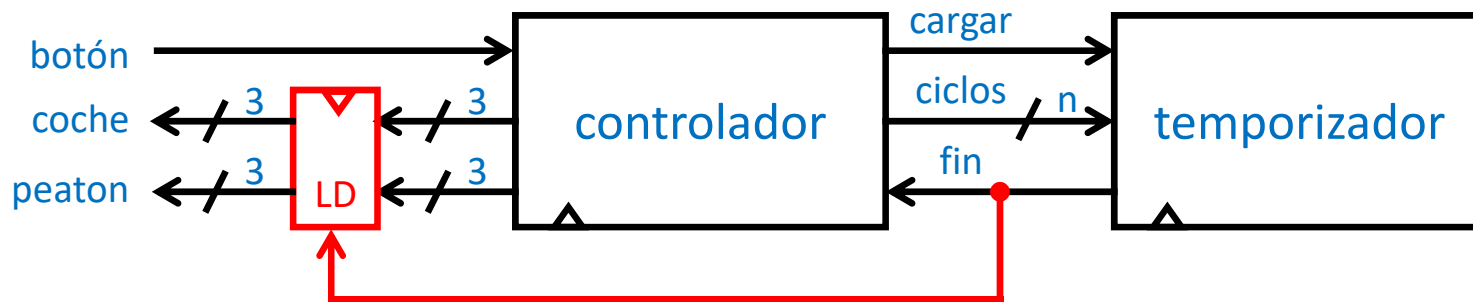 cargar
botón
3
3
ciclos
n
coche
controlador
temporizador
fin
3
3
peaton
LD